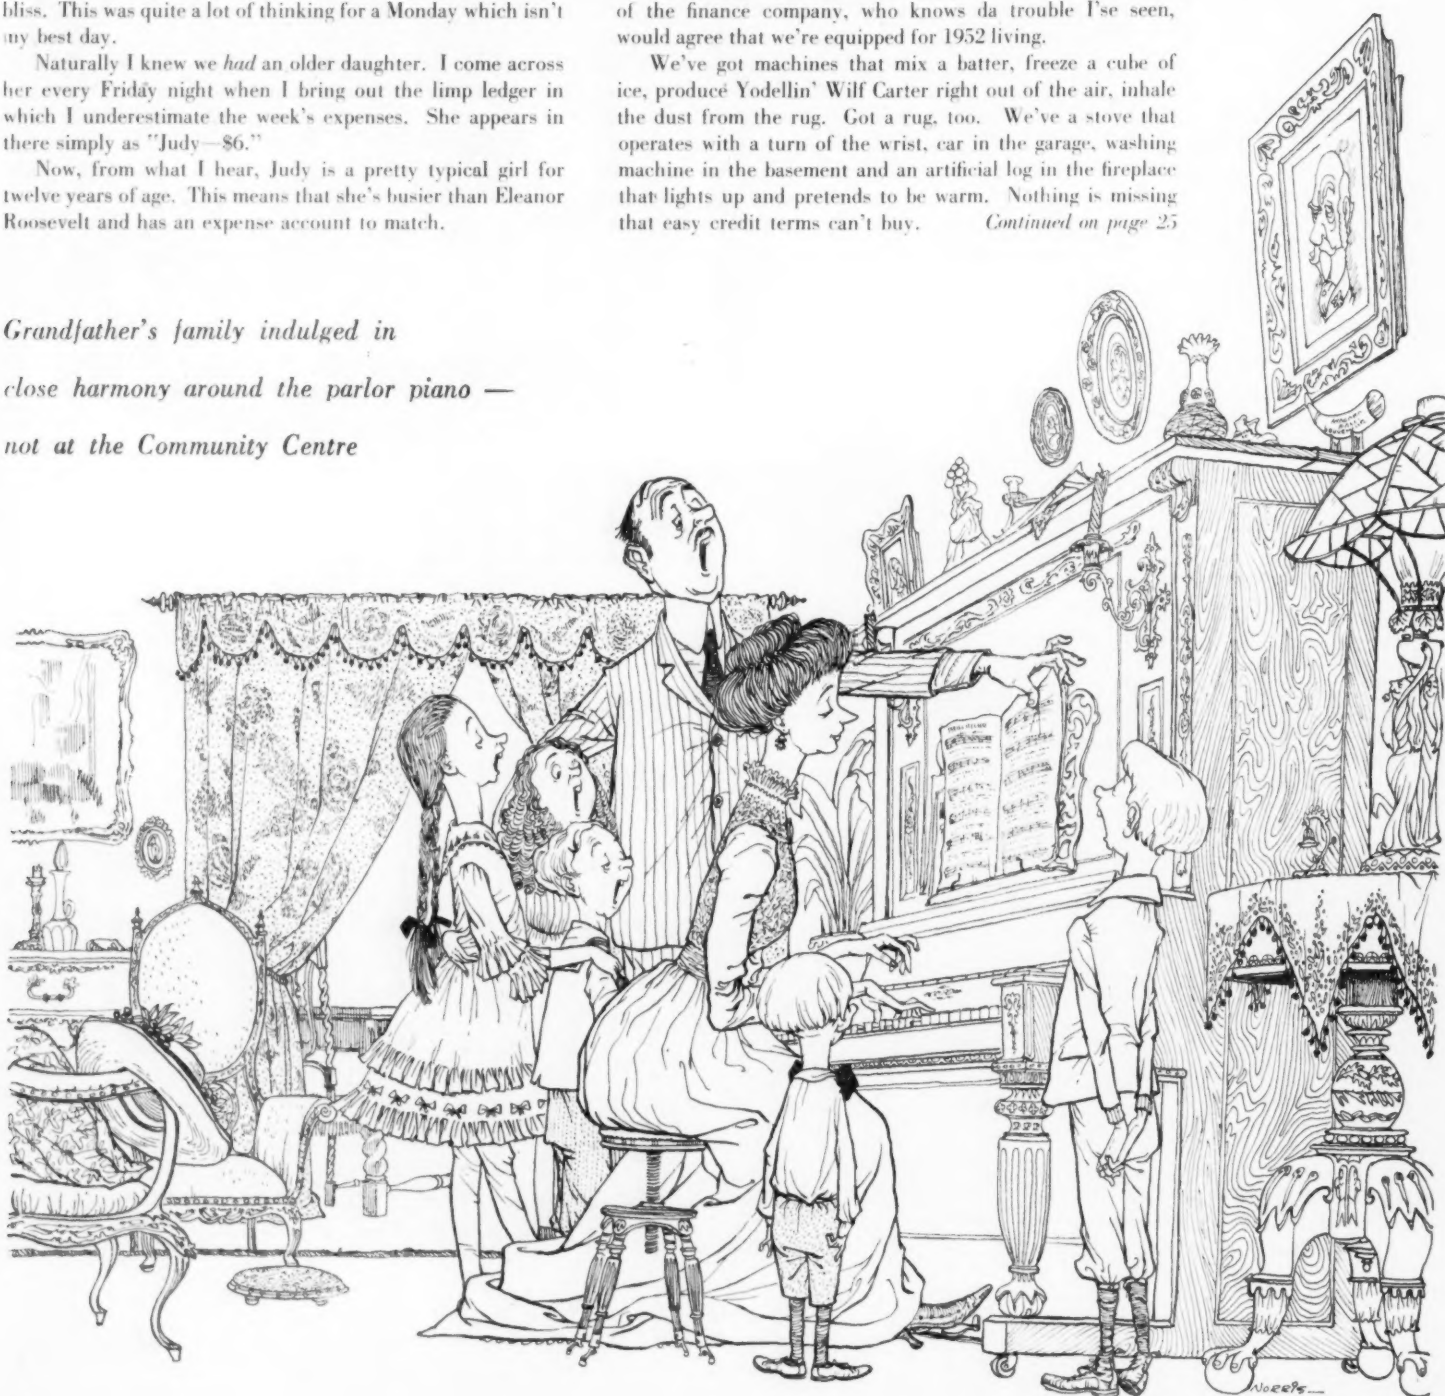 bliss. This was quite a lot of thinking for a Monday which isn't
my best day.
Naturally I knew we had an older daughter. I come across
her every Friday night when I bring out the limp ledger in
which I underestimate the week's expenses. She appears in
there simply as "Judy—$6."
Now, from what I hear, Judy is a pretty typical girl for
twelve years of age. This means that she's busier than Eleanor
Roosevelt and has an expense account to match.
of the finance company, who knows da trouble I'se seen,
would agree that we're equipped for 1952 living.
We've got machines that mix a batter, freeze a cube of
ice, produce Yodellin' Wilf Carter right out of the air, inhale
the dust from the rug. Got a rug, too. We've a stove that
operates with a turn of the wrist, car in the garage, washing
machine in the basement and an artificial log in the fireplace
that lights up and pretends to be warm. Nothing is missing
that easy credit terms can't buy. Continued on page 25
Grandfather's family indulged in
close harmony around the parlor piano —
not at the Community Centre
NORRIS